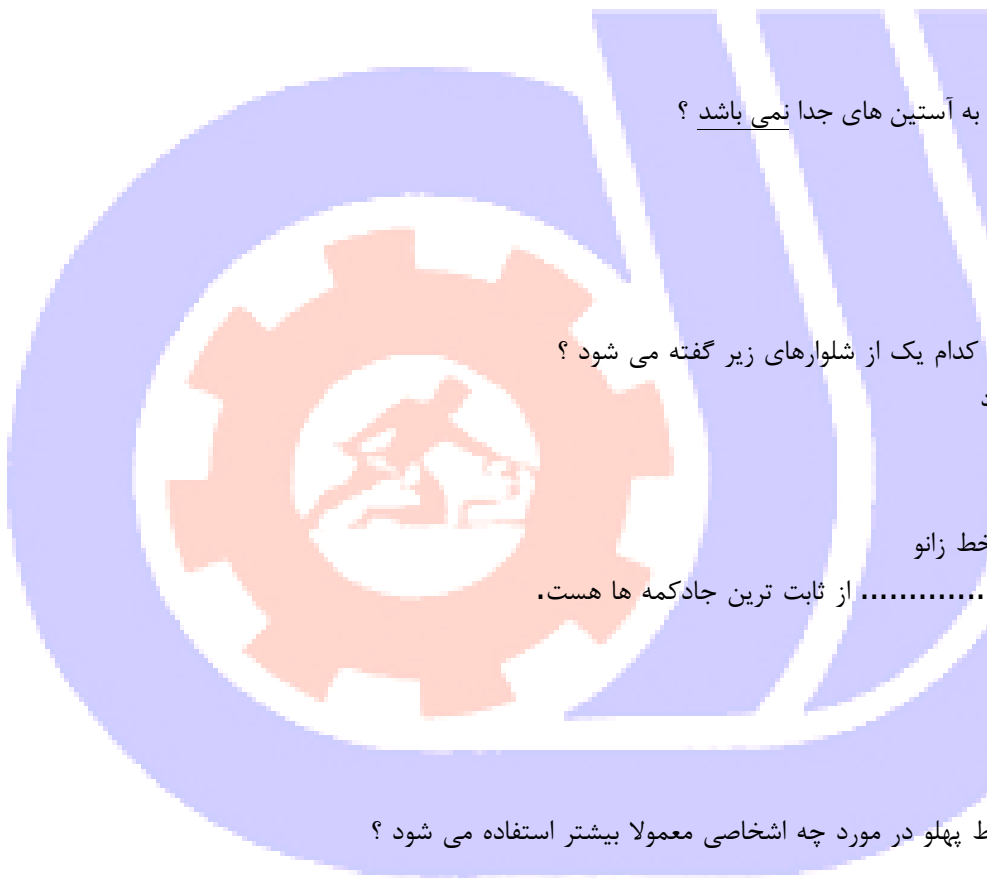 به آستین های جدا نمی باشد ؟
کدام یک از شلوارهای زیر گفته می شود ؟
خط زانو
............. از ثابت ترین جادکمه ها هست.
پهلو در مورد چه اشخاصی معمولا بیشتر استفاده می شود ؟